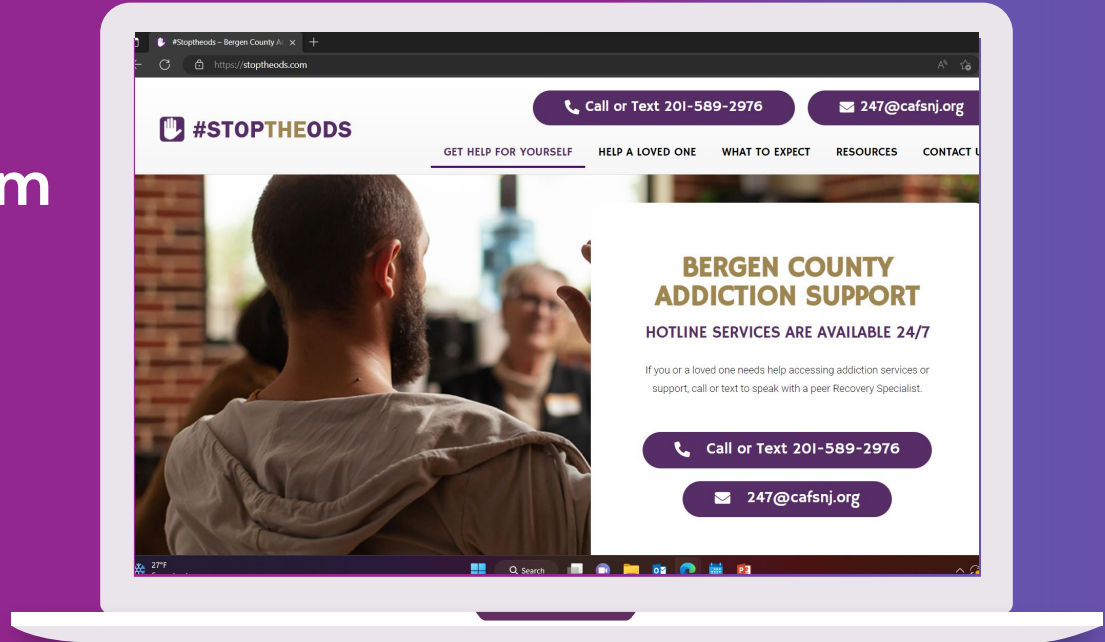 m
#Stoptheods – Bergen County A
https://stoptheods.com
Call or Text 201-589-2976
247@cafsnj.org
#STOPTHEODS
GET HELP FOR YOURSELF HELP A LOVED ONE WHAT TO EXPECT RESOURCES CONTACT U
BERGEN COUNTY
ADDICTION SUPPORT
HOTLINE SERVICES ARE AVAILABLE 24/7
If you or a loved one needs help accessing addiction services or
support, call or text to speak with a peer Recovery Specialist.
Call or Text 201-589-2976
247@cafsnj.org
27°F
Search